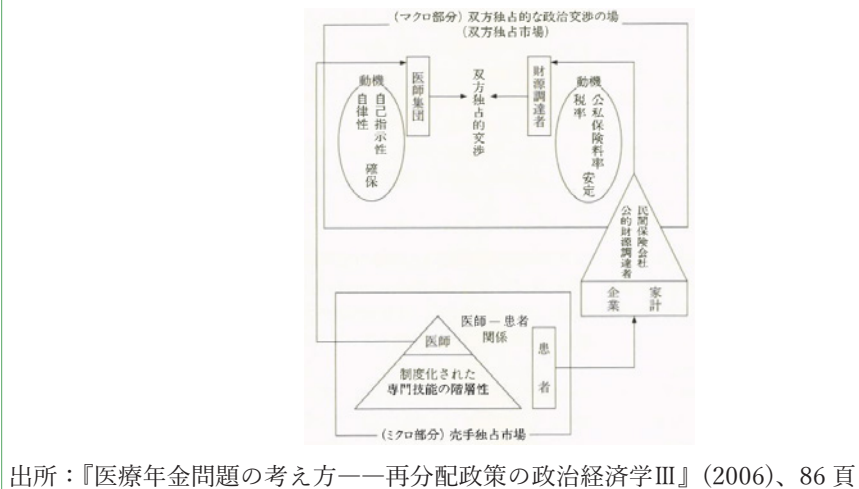 (マクロ部分) 双方独占的な政治交渉の場
(双方独占市場)
動機
自己指示性
自律性
確保
医師集団
双方独占的交渉
財源調達者
動機
公私保険料率
税率
安定
民間保険会社
公的財源調達者
家計
企業
医師 ― 患者
関係
医師
制度化された
専門技能の階層性
患者
(ミクロ部分) 売手独占市場
出所:『医療年金問題の考え方――再分配政策の政治経済学Ⅲ』(2006)、86 頁